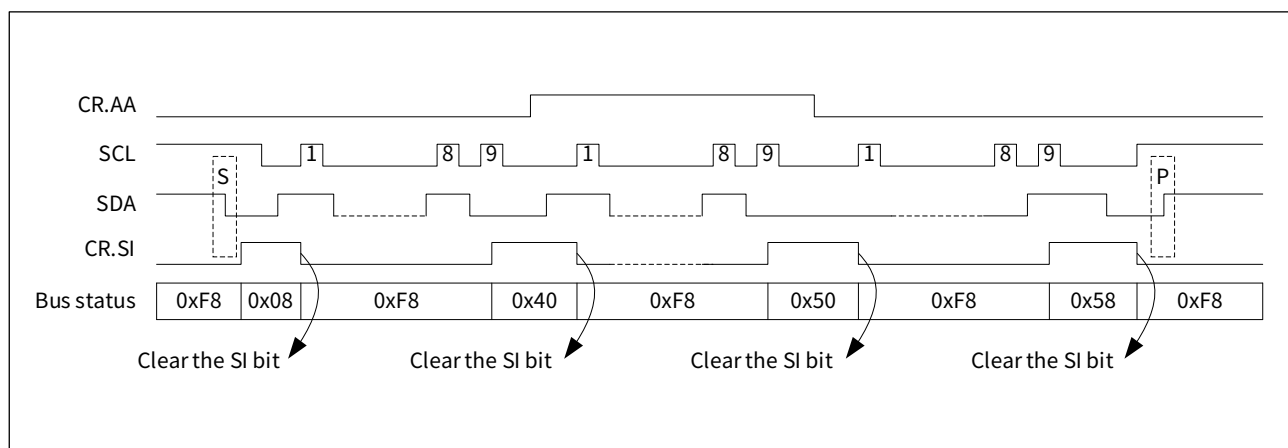 CR.AA
SCL 1 8 9 1 8 9 1 8 9
S P
SDA
CR.SI
Bus status 0xF8 0x08 0xF8 0x40 0xF8 0x50 0xF8 0x58 0xF8
Clear the SI bit Clear the SI bit Clear the SI bit Clear the SI bit